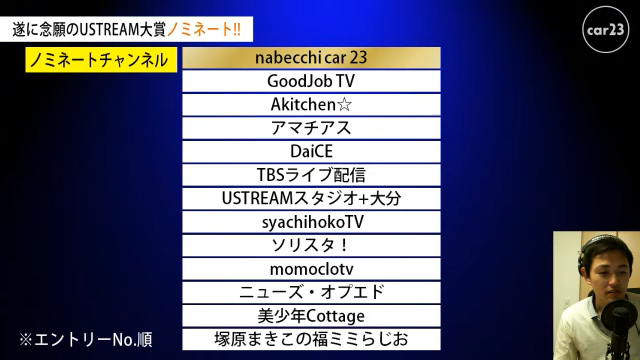 遂に念願のUSTREAM大賞ノミネート!!
car23
ノミネートチャンネル
nabecchi car 23
GoodJob TV
Akitchen☆
アマチアス
DaiCE
TBSライブ配信
USTREAMスタジオ+大分
syachihokoTV
ソリスタ！
momoclotv
ニューズ・オプエド
美少年Cottage
塚原まきこの福ミミらじお
※エントリーNo.順